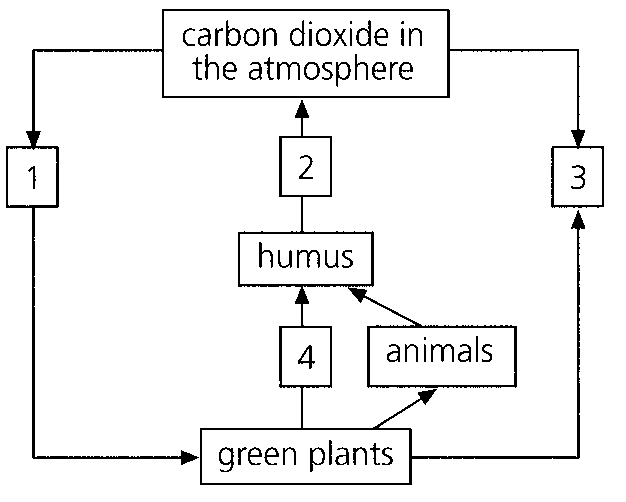 carbon dioxide in
the atmosphere
1
2
3
humus
4
animals
green plants